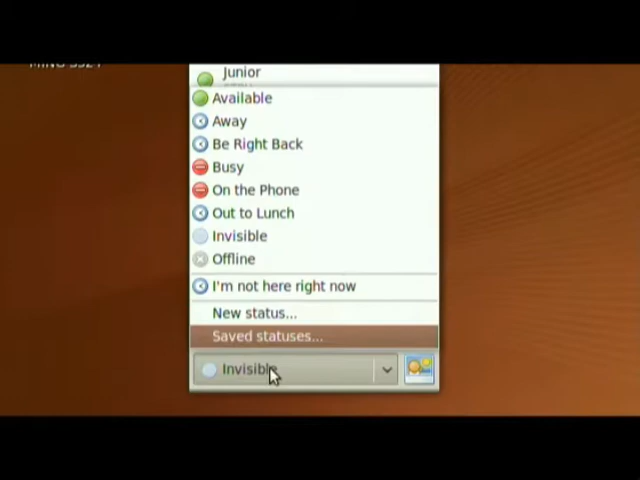 Junior
Available
Away
Be Right Back
Busy
On the Phone
Out to Lunch
Invisible
Offline
I'm not here right now
New status...
Saved statuses...
Invisible